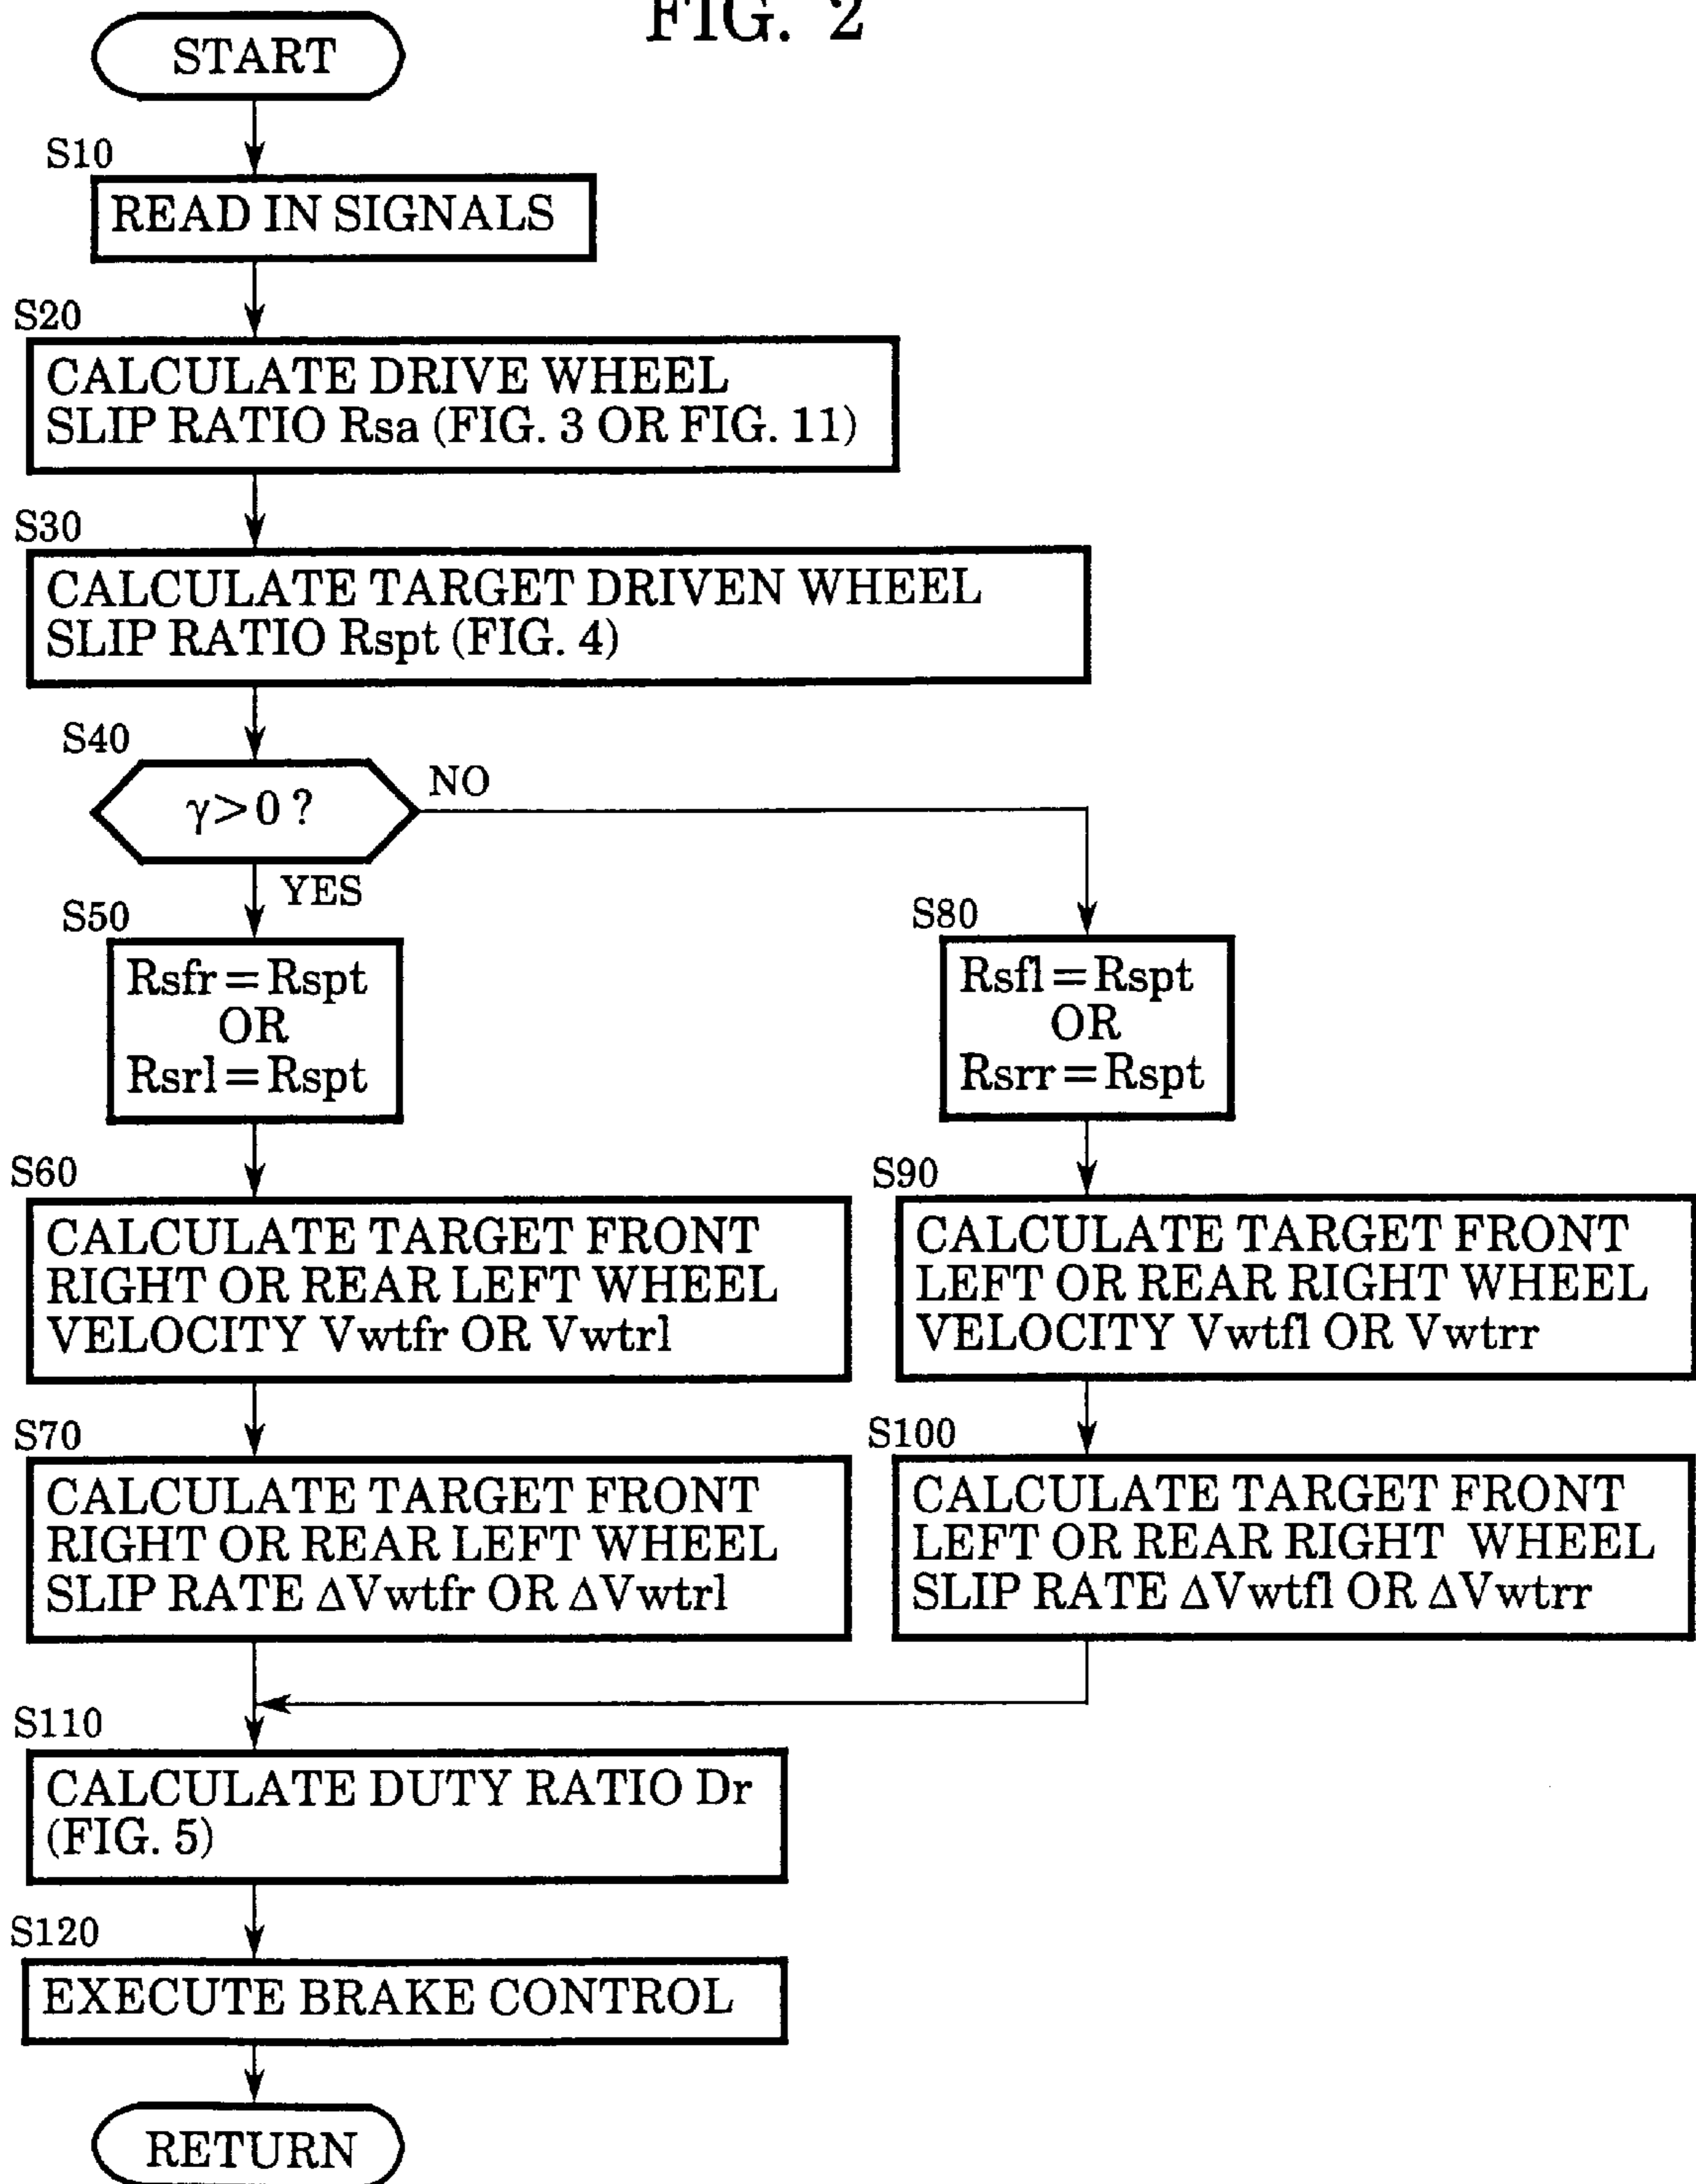 FIG. 2
START
S10
READ IN SIGNALS
S20
CALCULATE DRIVE WHEEL
SLIP RATIO Rsa (FIG. 3 OR FIG. 11)
S30
CALCULATE TARGET DRIVEN WHEEL
SLIP RATIO Rspt (FIG. 4)
S40
γ>0 ?
NO
YES
S50
Rsfr=Rspt
OR
Rsrl=Rspt
S80
Rsfl=Rspt
OR
Rsrr=Rspt
S60
CALCULATE TARGET FRONT
RIGHT OR REAR LEFT WHEEL
VELOCITY Vwtfr OR Vwtrl
S90
CALCULATE TARGET FRONT
LEFT OR REAR RIGHT WHEEL
VELOCITY Vwtfl OR Vwtrr
S70
CALCULATE TARGET FRONT
RIGHT OR REAR LEFT WHEEL
SLIP RATE ΔVwtfr OR ΔVwtrl
S100
CALCULATE TARGET FRONT
LEFT OR REAR RIGHT WHEEL
SLIP RATE ΔVwtfl OR ΔVwtrr
S110
CALCULATE DUTY RATIO Dr
(FIG. 5)
S120
EXECUTE BRAKE CONTROL
RETURN